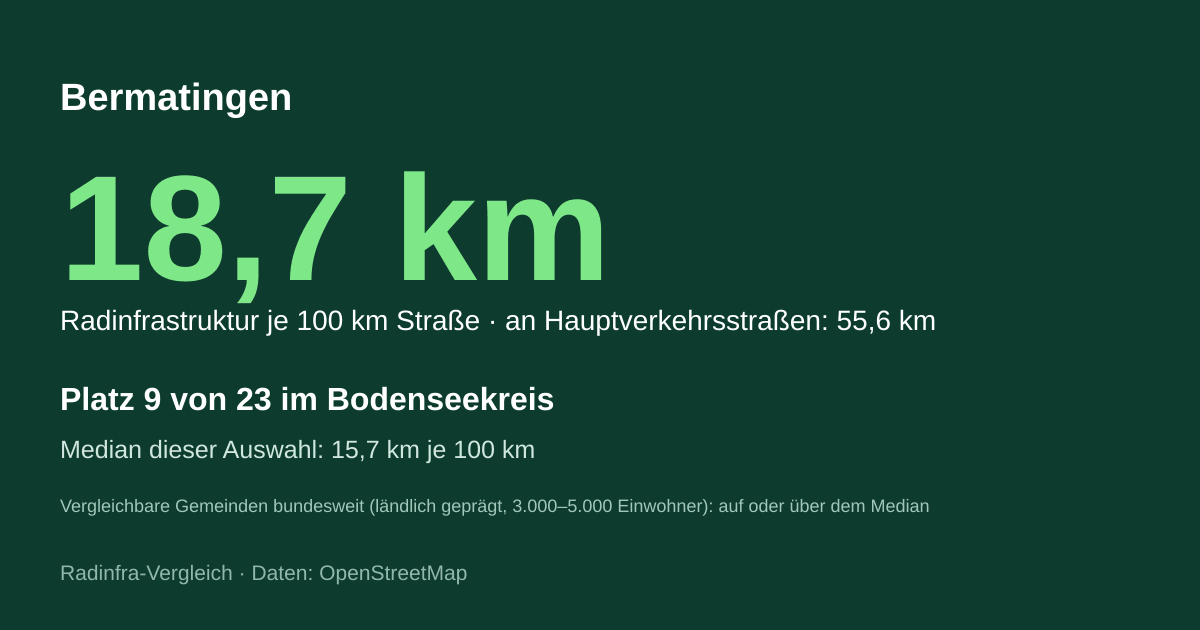 Bermatingen
18,7 km
Radinfrastruktur je 100 km Straße · an Hauptverkehrsstraßen: 55,6 km
Platz 9 von 23 im Bodenseekreis
Median dieser Auswahl: 15,7 km je 100 km
Vergleichbare Gemeinden bundesweit (ländlich geprägt, 3.000–5.000 Einwohner): auf oder über dem Median
Radinfra-Vergleich · Daten: OpenStreetMap